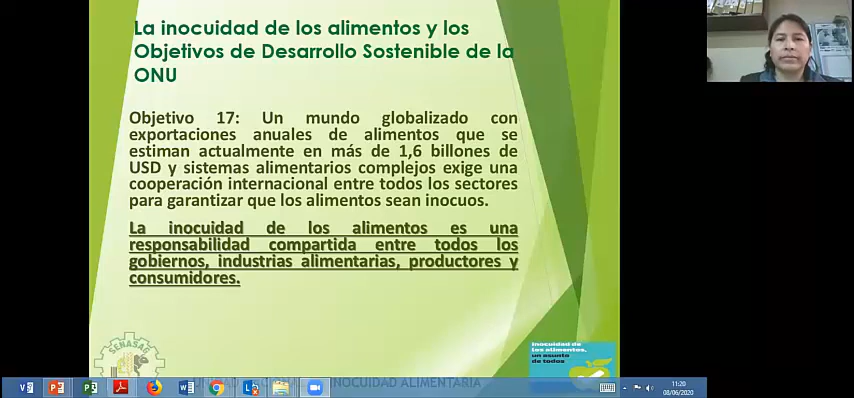 La inocuidad de los alimentos y los
Objetivos de Desarrollo Sostenible de la
ONU
Objetivo 17: Un mundo globalizado con
exportaciones anuales de alimentos que se
estiman actualmente en más de 1,6 billones de
USD y sistemas alimentarios complejos exige una
cooperación internacional entre todos los sectores
para garantizar que los alimentos sean inocuos.
La inocuidad de los alimentos es una
responsabilidad compartida entre todos los
gobiernos, industrias alimentarias, productores y
consumidores.
SENASAG
Inocuidad de
los alimentos,
un asunto
de todos
INOCUIDAD ALIMENTARIA
11:20
08/06/2020